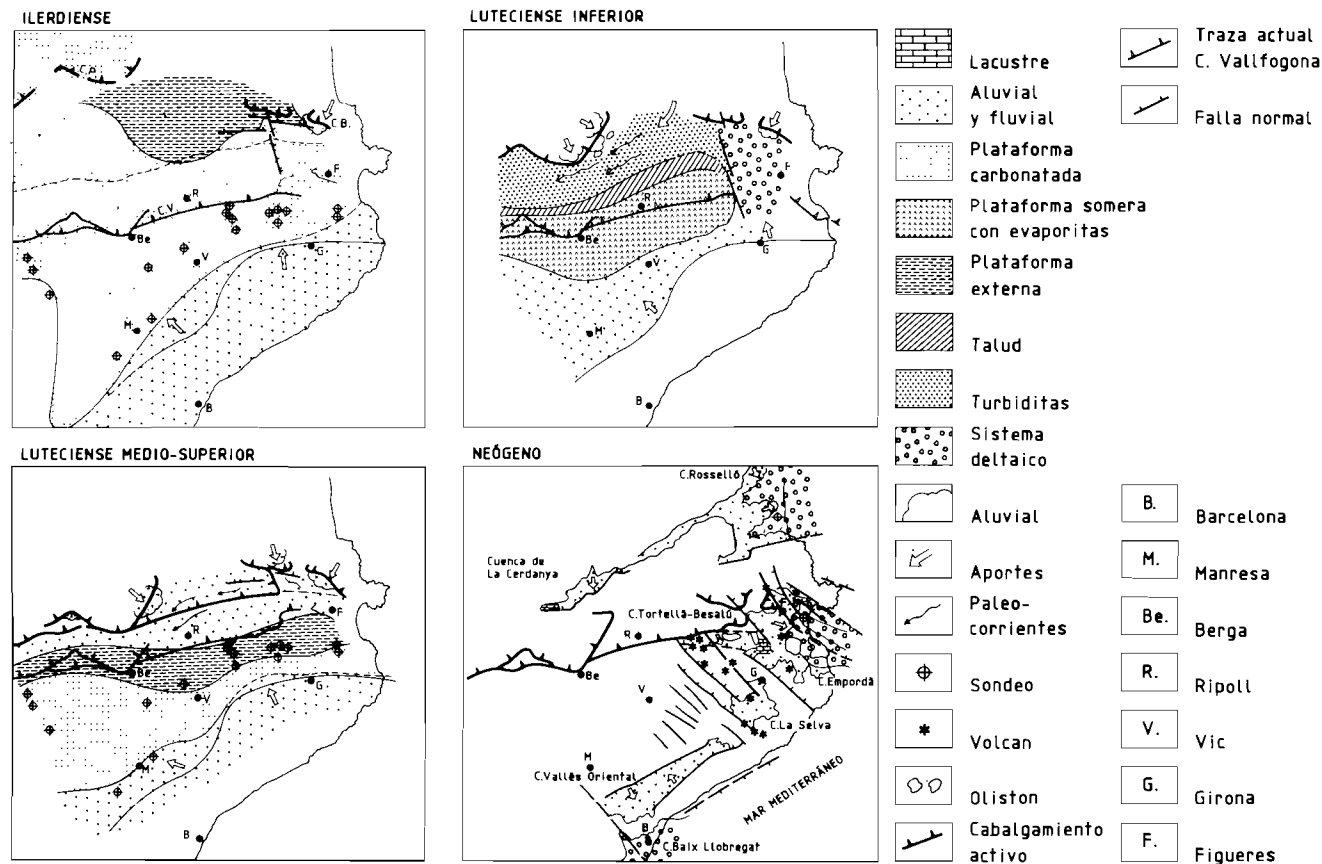 ILERDIENSE
C.P.
C.B.
F.
R
C.V.
Be
V
G
M.
B
LUTECIENSE INFERIOR
F
R
Be
V
G
M.
B
LUTECIENSE MEDIO-SUPERIOR
F
R
Be
V
G
M
B
NEÓGENO
C.Rosselló
Cuenca de
La Cerdanya
C.Tortellà-Besalú
R
F
Be
V
G
C.Empordà
C.La Selva
M
C.Vallès Oriental
MAR MEDITERRÁNEO
B
C.Baix Llobregat
Lacustre
Aluvial
y fluvial
Plataforma
carbonatada
Plataforma somera
con evaporitas
Plataforma
externa
Talud
Turbiditas
Sistema
deltaico
Aluvial
Aportes
Paleo-
corrientes
Sondeo
Volcan
Oliston
Cabalgamiento
activo
Traza actual
C. Vallfogona
Falla normal
B. Barcelona
M. Manresa
Be. Berga
R. Ripoll
V. Vic
G. Girona
F. Figueres